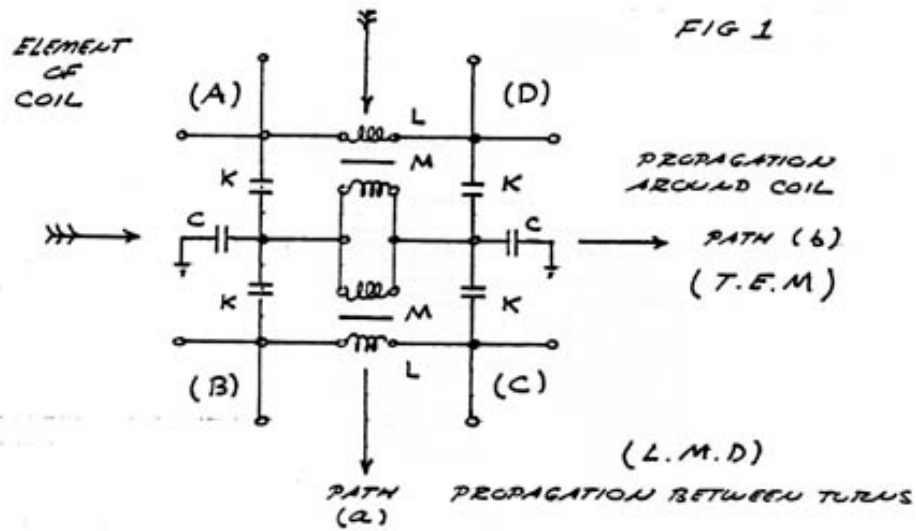 FIG 1
ELEMENT
OF
COIL
(A)
(D)
L
M
K
K
PROPAGATION
AROUND COIL
C
C
PATH (b)
(T.E.M)
K
K
M
L
(B)
(C)
(L.M.D)
PATH
(a)
PROPAGATION BETWEEN TURNS